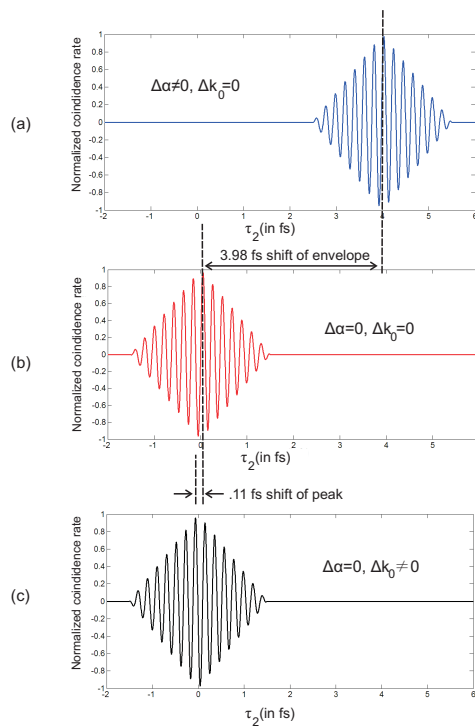 (a)
Normalized coindidence rate
1
0.8
0.6
0.4
0.2
0
-0.2
-0.4
-0.6
-0.8
-1
Δα≠0, Δk₀=0
-2 -1 0 1 2 3 4 5 6
τ₂(in fs)
3.98 fs shift of envelope
(b)
Normalized coincidence rate
1
0.8
0.6
0.4
0.2
0
-0.2
-0.4
-0.6
-0.8
-1
Δα=0, Δk₀=0
-2 -1 0 1 2 3 4 5
τ₂(in fs)
.11 fs shift of peak
(c)
Normalized coincidence rate
1
0.8
0.6
0.4
0.2
0
-0.2
-0.4
-0.6
-0.8
-1
Δα=0, Δk₀≠0
-2 -1 0 1 2 3 4 5 6
τ₂(in fs)